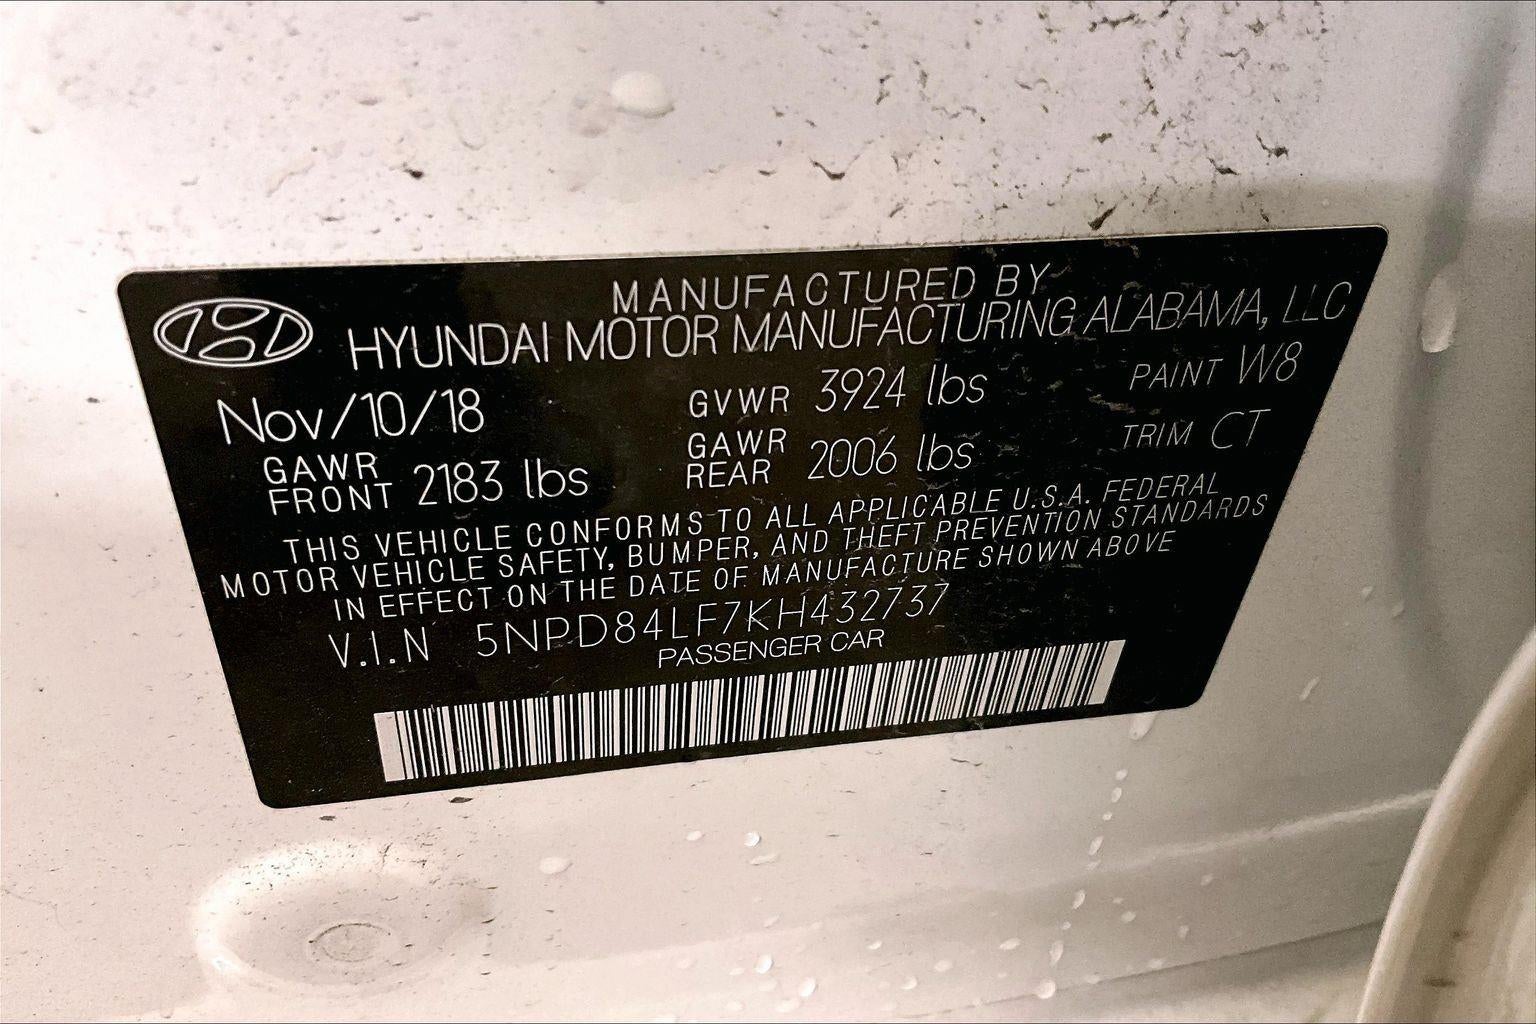 MANUFACTURED BY
HYUNDAI MOTOR MANUFACTURING ALABAMA, LLC
Nov/10/18 GVWR 3924 lbs PAINT W8
GAWR FRONT 2183 lbs GAWR REAR 2006 lbs TRIM CT
THIS VEHICLE CONFORMS TO ALL APPLICABLE U.S.A. FEDERAL
MOTOR VEHICLE SAFETY, BUMPER, AND THEFT PREVENTION STANDARDS
IN EFFECT ON THE DATE OF MANUFACTURE SHOWN ABOVE
V.I.N 5NPD84LF7KH432737
PASSENGER CAR